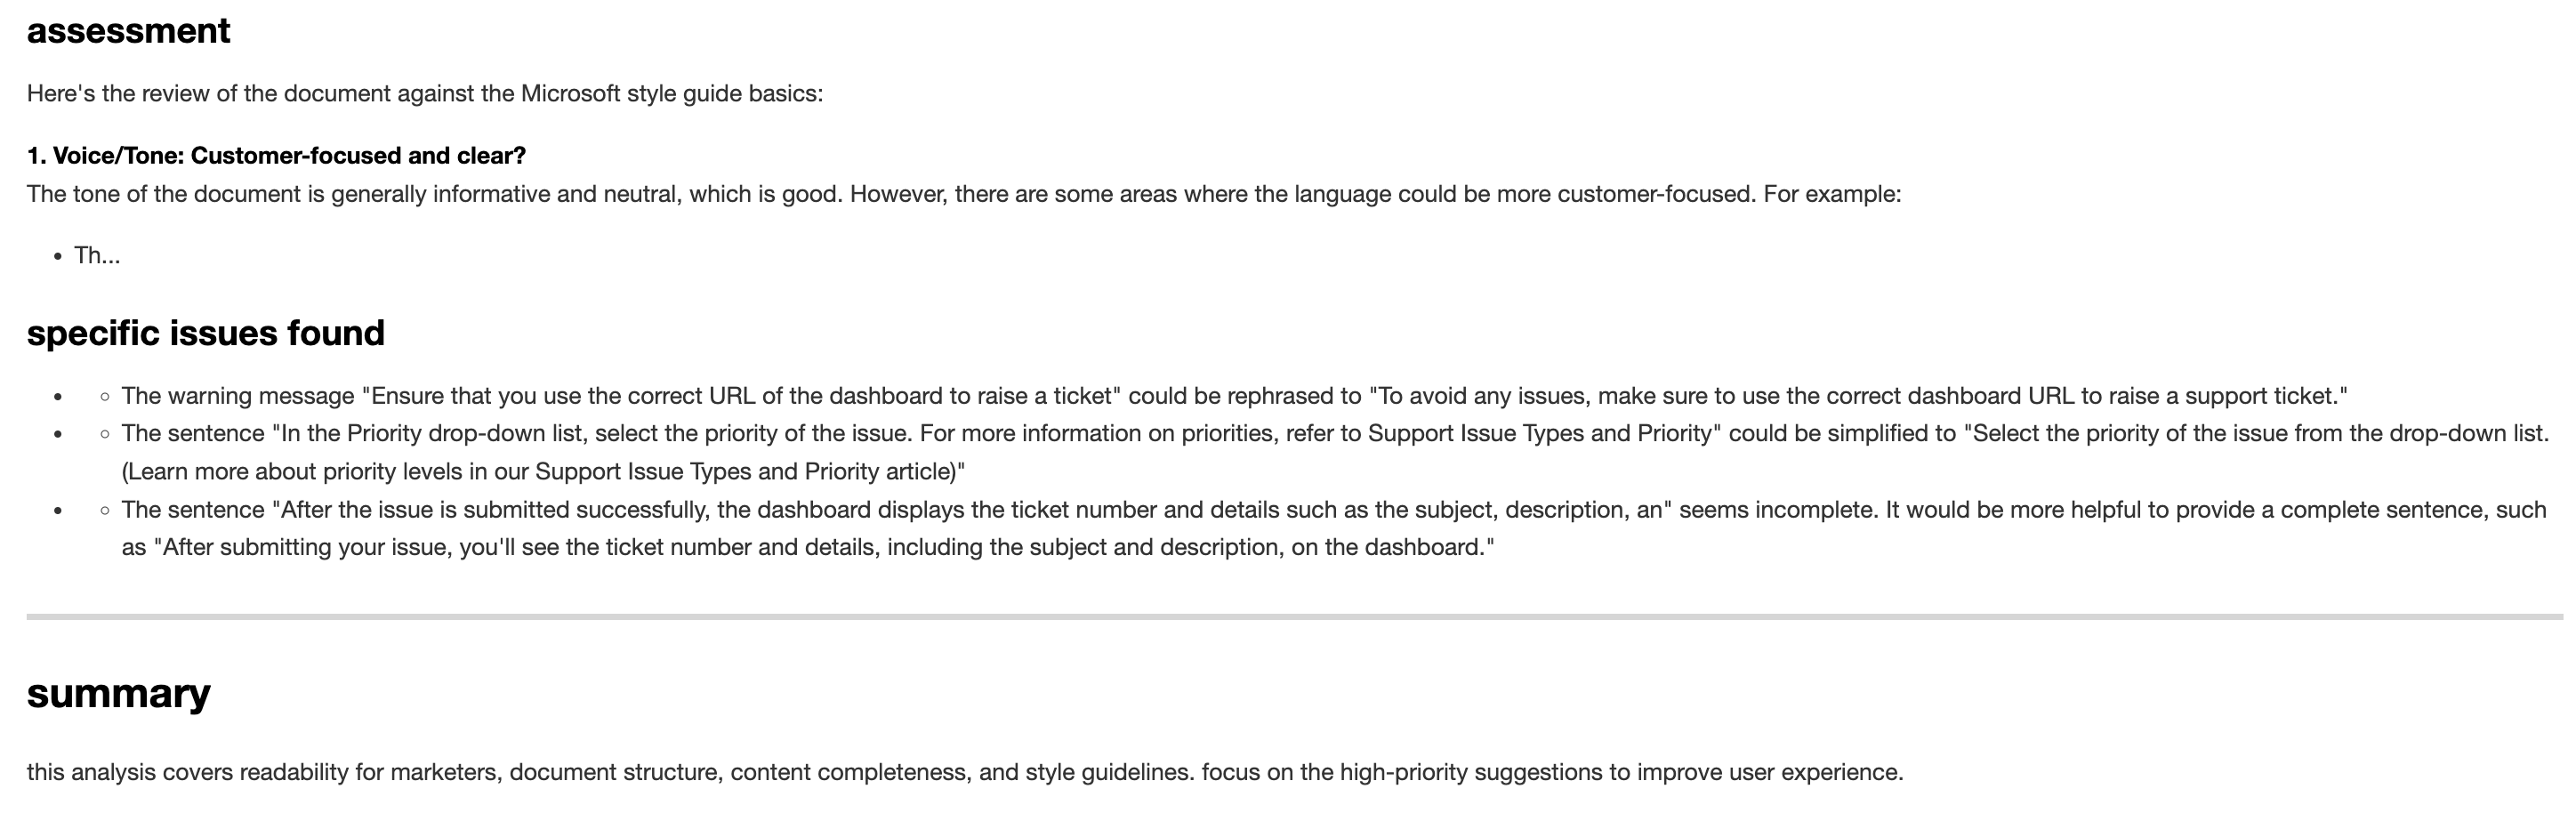 assessment
Here's the review of the document against the Microsoft style guide basics:
1. Voice/Tone: Customer-focused and clear?
The tone of the document is generally informative and neutral, which is good. However, there are some areas where the language could be more customer-focused. For example:
• Th...
specific issues found
• ◦ The warning message "Ensure that you use the correct URL of the dashboard to raise a ticket" could be rephrased to "To avoid any issues, make sure to use the correct dashboard URL to raise a support ticket."
• ◦ The sentence "In the Priority drop-down list, select the priority of the issue. For more information on priorities, refer to Support Issue Types and Priority" could be simplified to "Select the priority of the issue from the drop-down list.
(Learn more about priority levels in our Support Issue Types and Priority article)"
• ◦ The sentence "After the issue is submitted successfully, the dashboard displays the ticket number and details such as the subject, description, an" seems incomplete. It would be more helpful to provide a complete sentence, such
as "After submitting your issue, you'll see the ticket number and details, including the subject and description, on the dashboard."
summary
this analysis covers readability for marketers, document structure, content completeness, and style guidelines. focus on the high-priority suggestions to improve user experience.